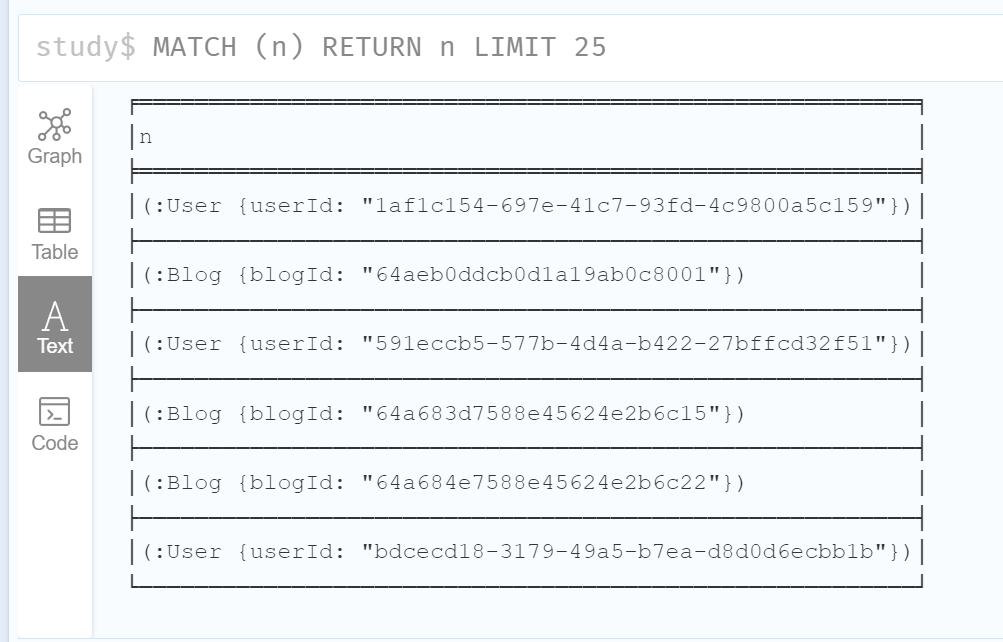 study$ MATCH (n) RETURN n LIMIT 25
Graph
Table
Text
Code
n
(:User {userId: "1af1c154-697e-41c7-93fd-4c9800a5c159"})
(:Blog {blogId: "64aeb0ddcb0d1a19ab0c8001"})
(:User {userId: "591eccb5-577b-4d4a-b422-27bffcd32f51"})
(:Blog {blogId: "64a683d7588e45624e2b6c15"})
(:Blog {blogId: "64a684e7588e45624e2b6c22"})
(:User {userId: "bdcecd18-3179-49a5-b7ea-d8d0d6ecbb1b"})